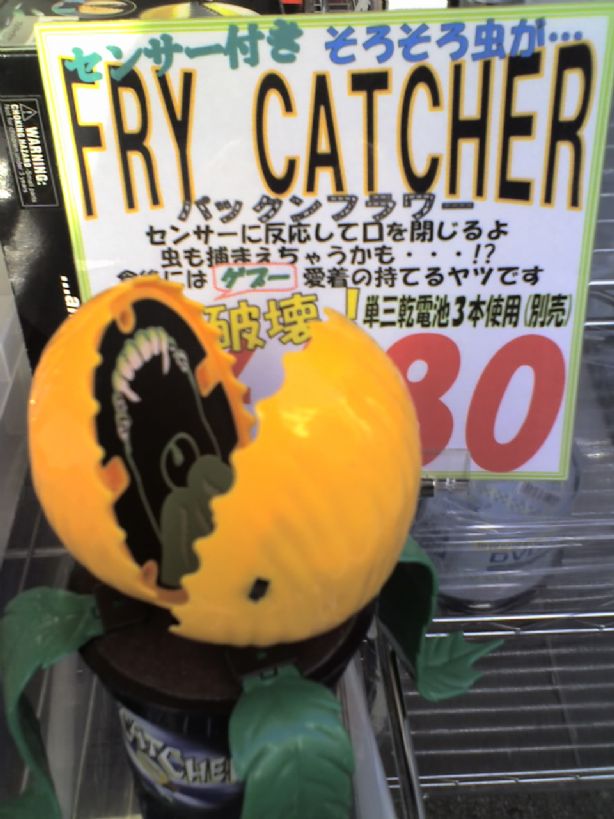 センサー付き そろそろ虫が…
FRY CATCHER
パックンフラワー
センサーに反応して口を閉じるよ
虫も捕まえちゃうかも・・・!?
には ゲプー 愛着の持てるヤツです
破壊! 単三乾電池3本使用(別売)
80
WARNING:
CHOKING HAZARD